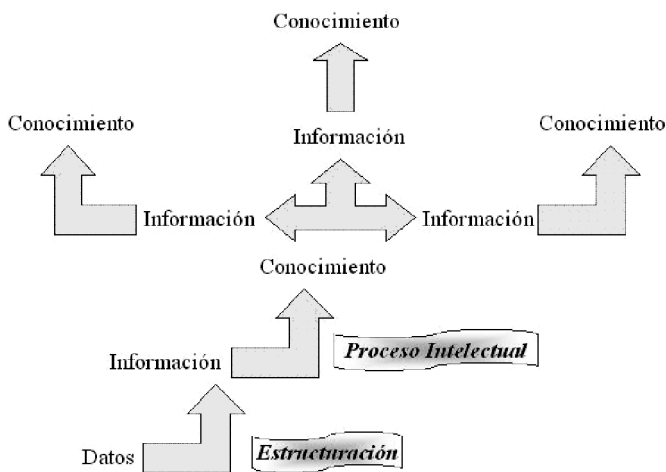 Conocimiento
Conocimiento
Conocimiento
Información
Información
Información
Conocimiento
Proceso Intelectual
Información
Datos
Estructuración